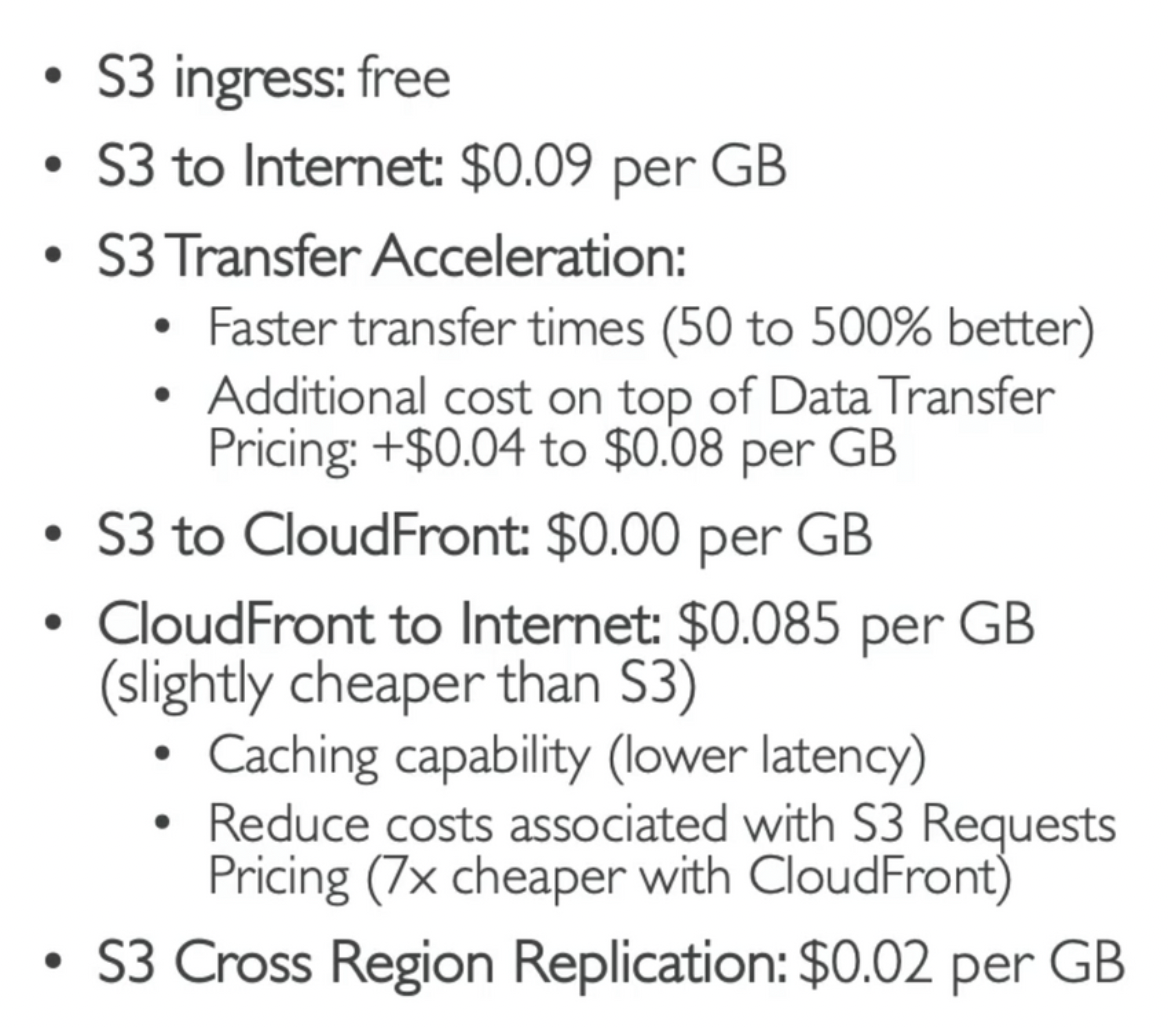 • S3 ingress: free
• S3 to Internet: $0.09 per GB
• S3 Transfer Acceleration:
• Faster transfer times (50 to 500% better)
• Additional cost on top of Data Transfer
Pricing: +$0.04 to $0.08 per GB
• S3 to CloudFront: $0.00 per GB
• CloudFront to Internet: $0.085 per GB
(slightly cheaper than S3)
• Caching capability (lower latency)
• Reduce costs associated with S3 Requests
Pricing (7x cheaper with CloudFront)
• S3 Cross Region Replication: $0.02 per GB